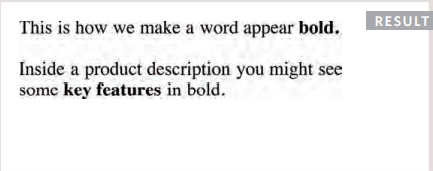 This is how we make a word appear bold.
RESULT
Inside a product description you might see
some key features in bold.